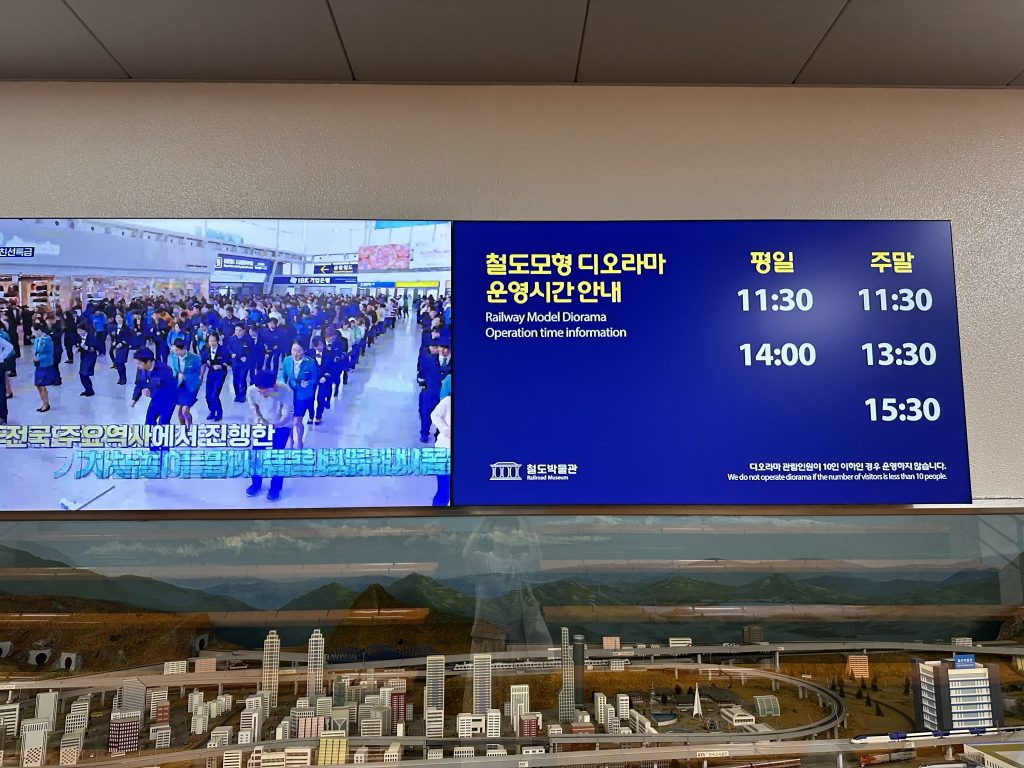 친선특급
IBK 기업은행
전국 주요역사에서 진행한
철도모형 디오라마
운영시간 안내
Railway Model Diorama
Operation time information
평일 주말
11:30 11:30
14:00 13:30
15:30
철도박물관
Railroad Museum
디오라마 관람인원이 10인 이하인 경우 운영하지 않습니다.
We do not operate diorama if the number of visitors is less than 10 people.